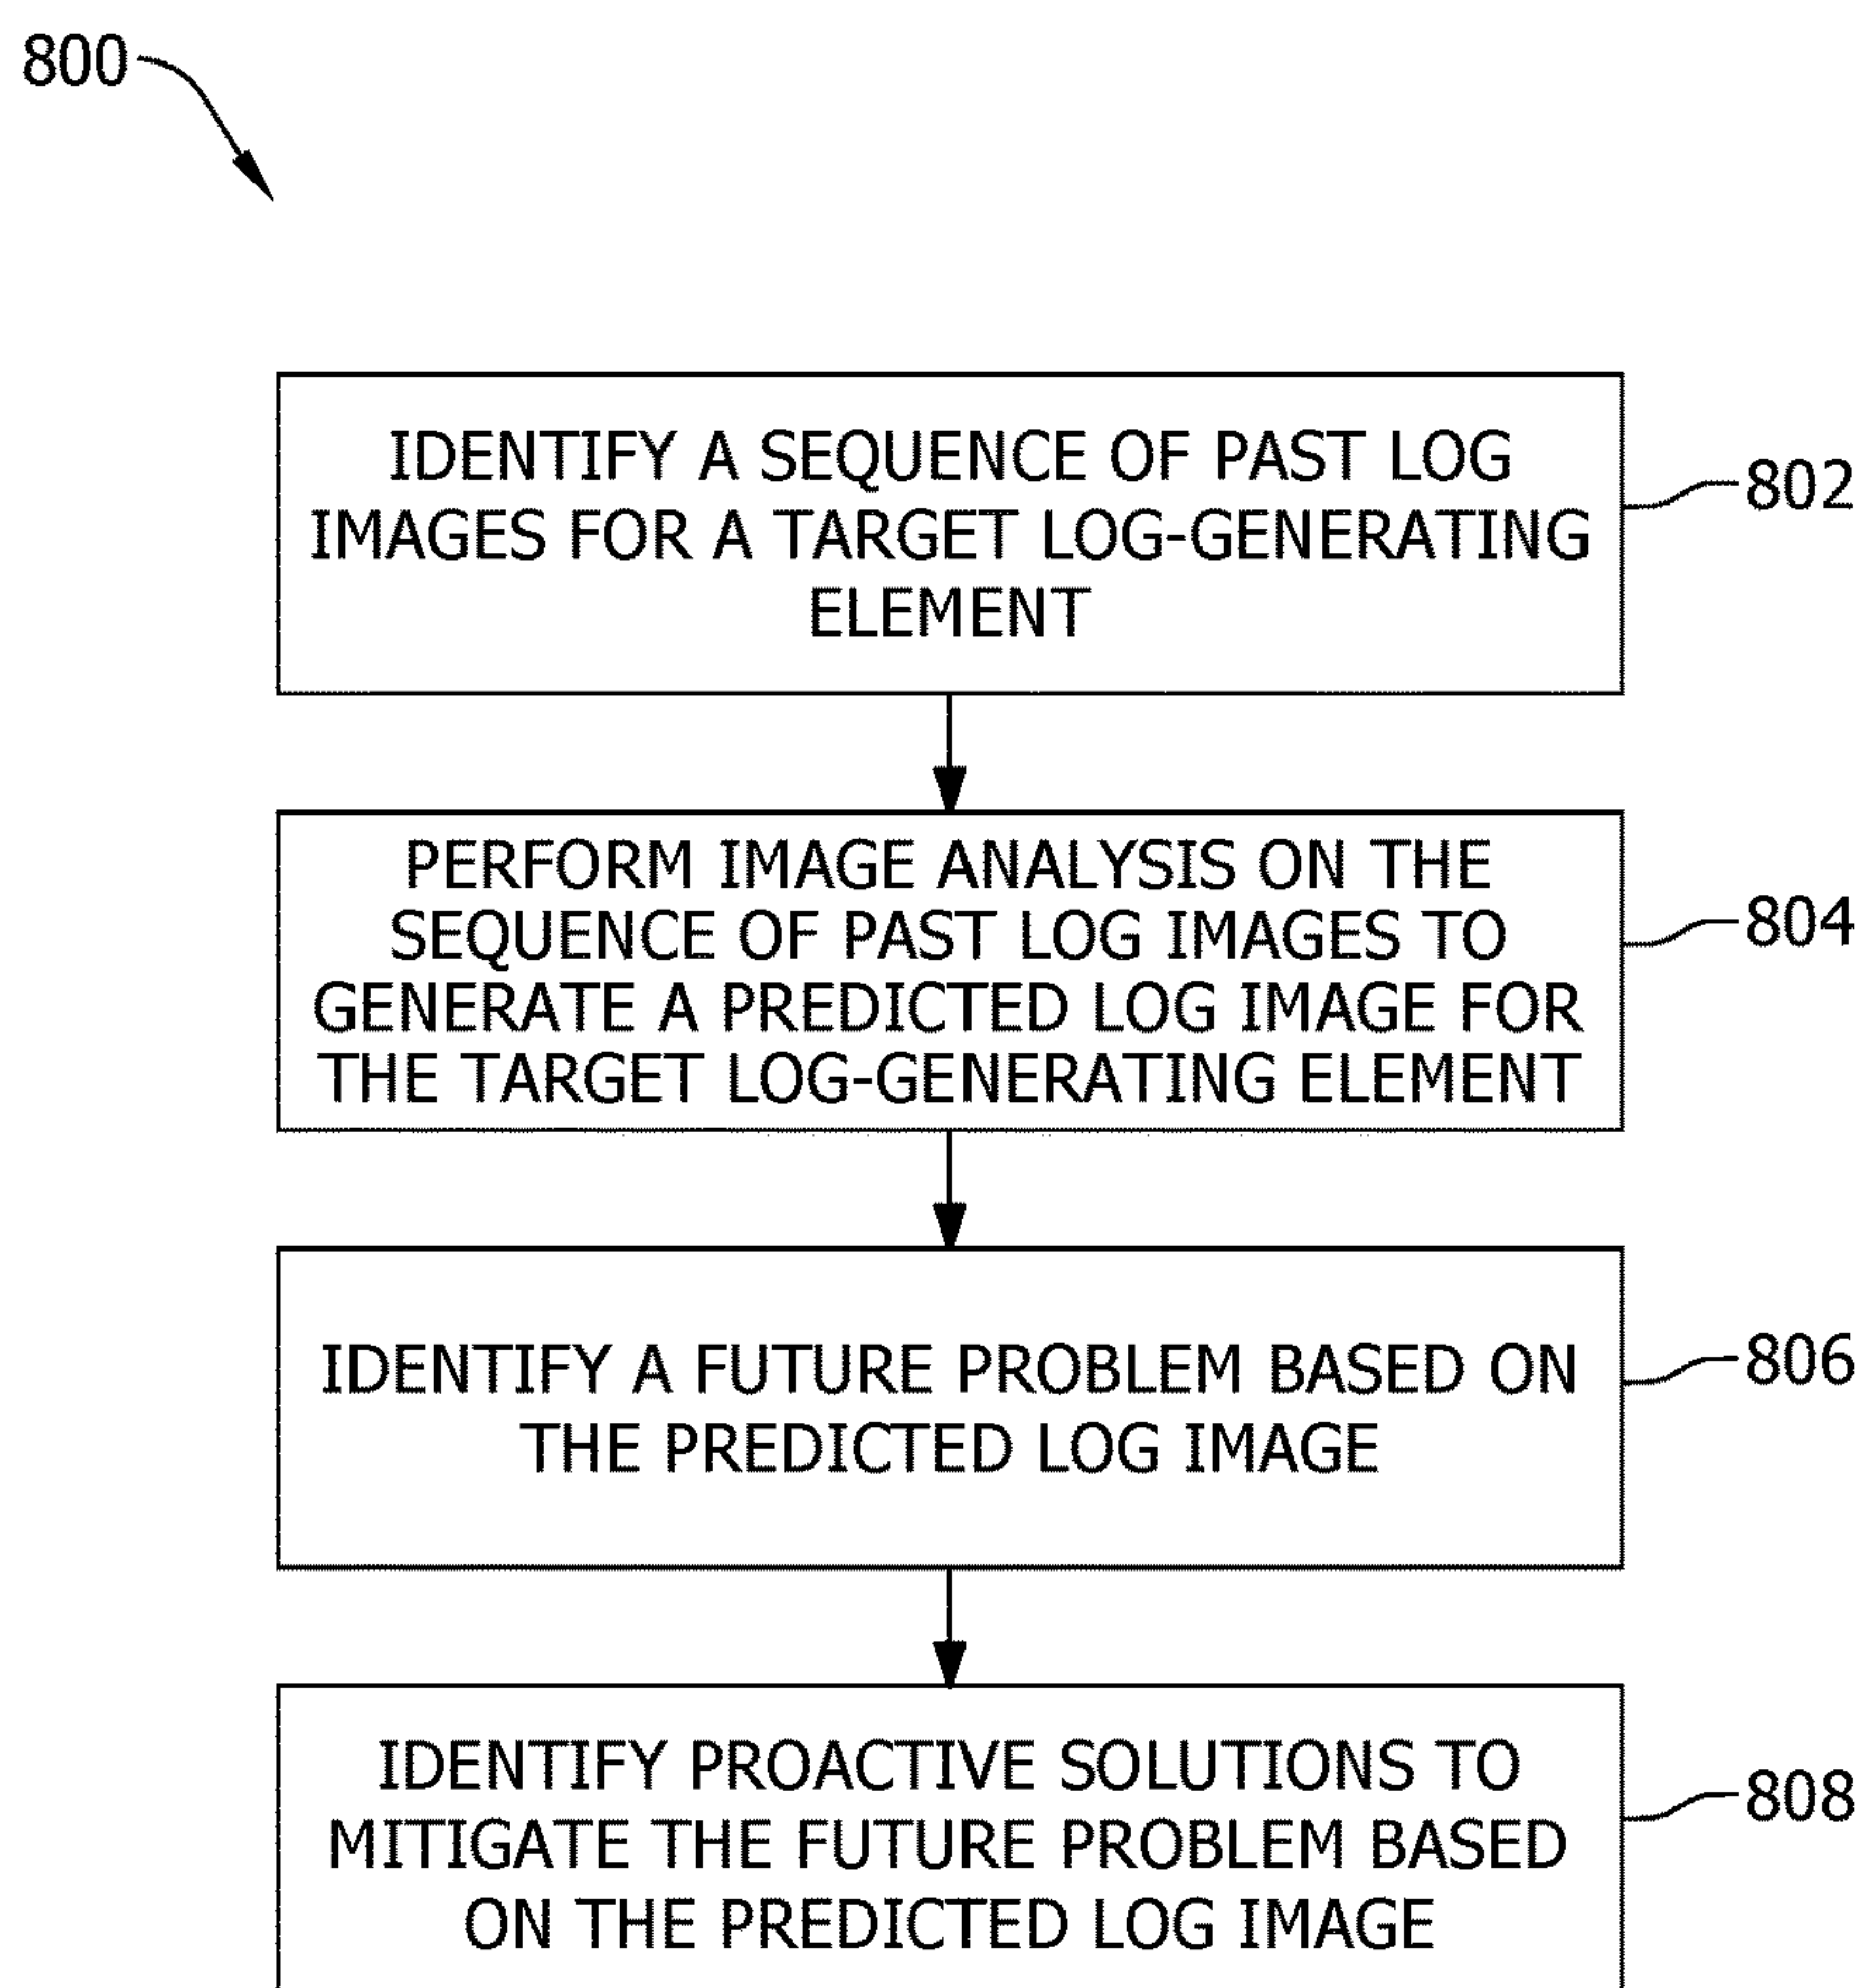 800
IDENTIFY A SEQUENCE OF PAST LOG
IMAGES FOR A TARGET LOG-GENERATING
ELEMENT
802
PERFORM IMAGE ANALYSIS ON THE
SEQUENCE OF PAST LOG IMAGES TO
GENERATE A PREDICTED LOG IMAGE FOR
THE TARGET LOG-GENERATING ELEMENT
804
IDENTIFY A FUTURE PROBLEM BASED ON
THE PREDICTED LOG IMAGE
806
IDENTIFY PROACTIVE SOLUTIONS TO
MITIGATE THE FUTURE PROBLEM BASED
ON THE PREDICTED LOG IMAGE
808